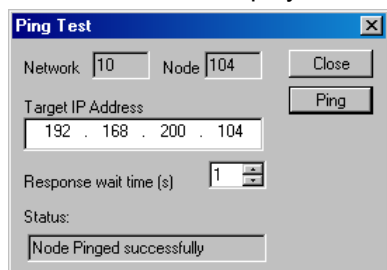 Ping Test
Network 10 Node 104 Close
Target IP Address Ping
192 . 168 . 200 . 104
Response wait time (s) 1
Status:
Node Pinged successfully